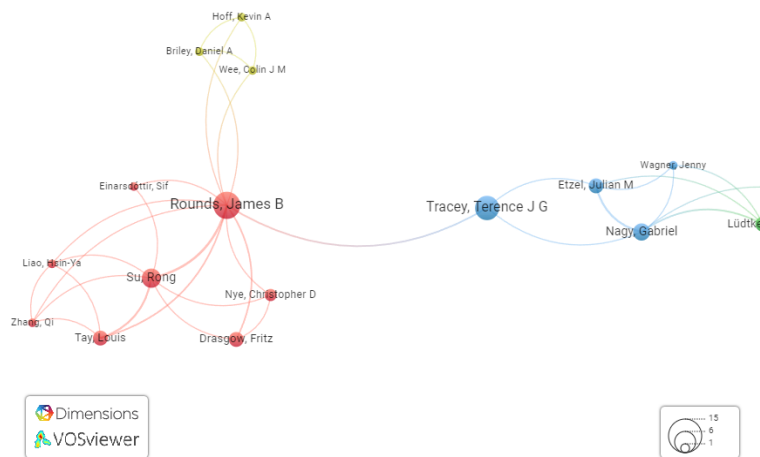 Hoff, Kevin A
Briley, Daniel A
Wee, Colin J M
Wagner, Jenny
Einarsdóttir, Sif
Etzel, Julian M
Rounds, James B
Tracey, Terence J G
Lüdtke
Nagy, Gabriel
Liao, Hsin-Ya
Su, Rong
Nye, Christopher D
Zhang, Qi
Tay, Louis
Drasgow, Fritz
Dimensions
VOSviewer
15
6
1